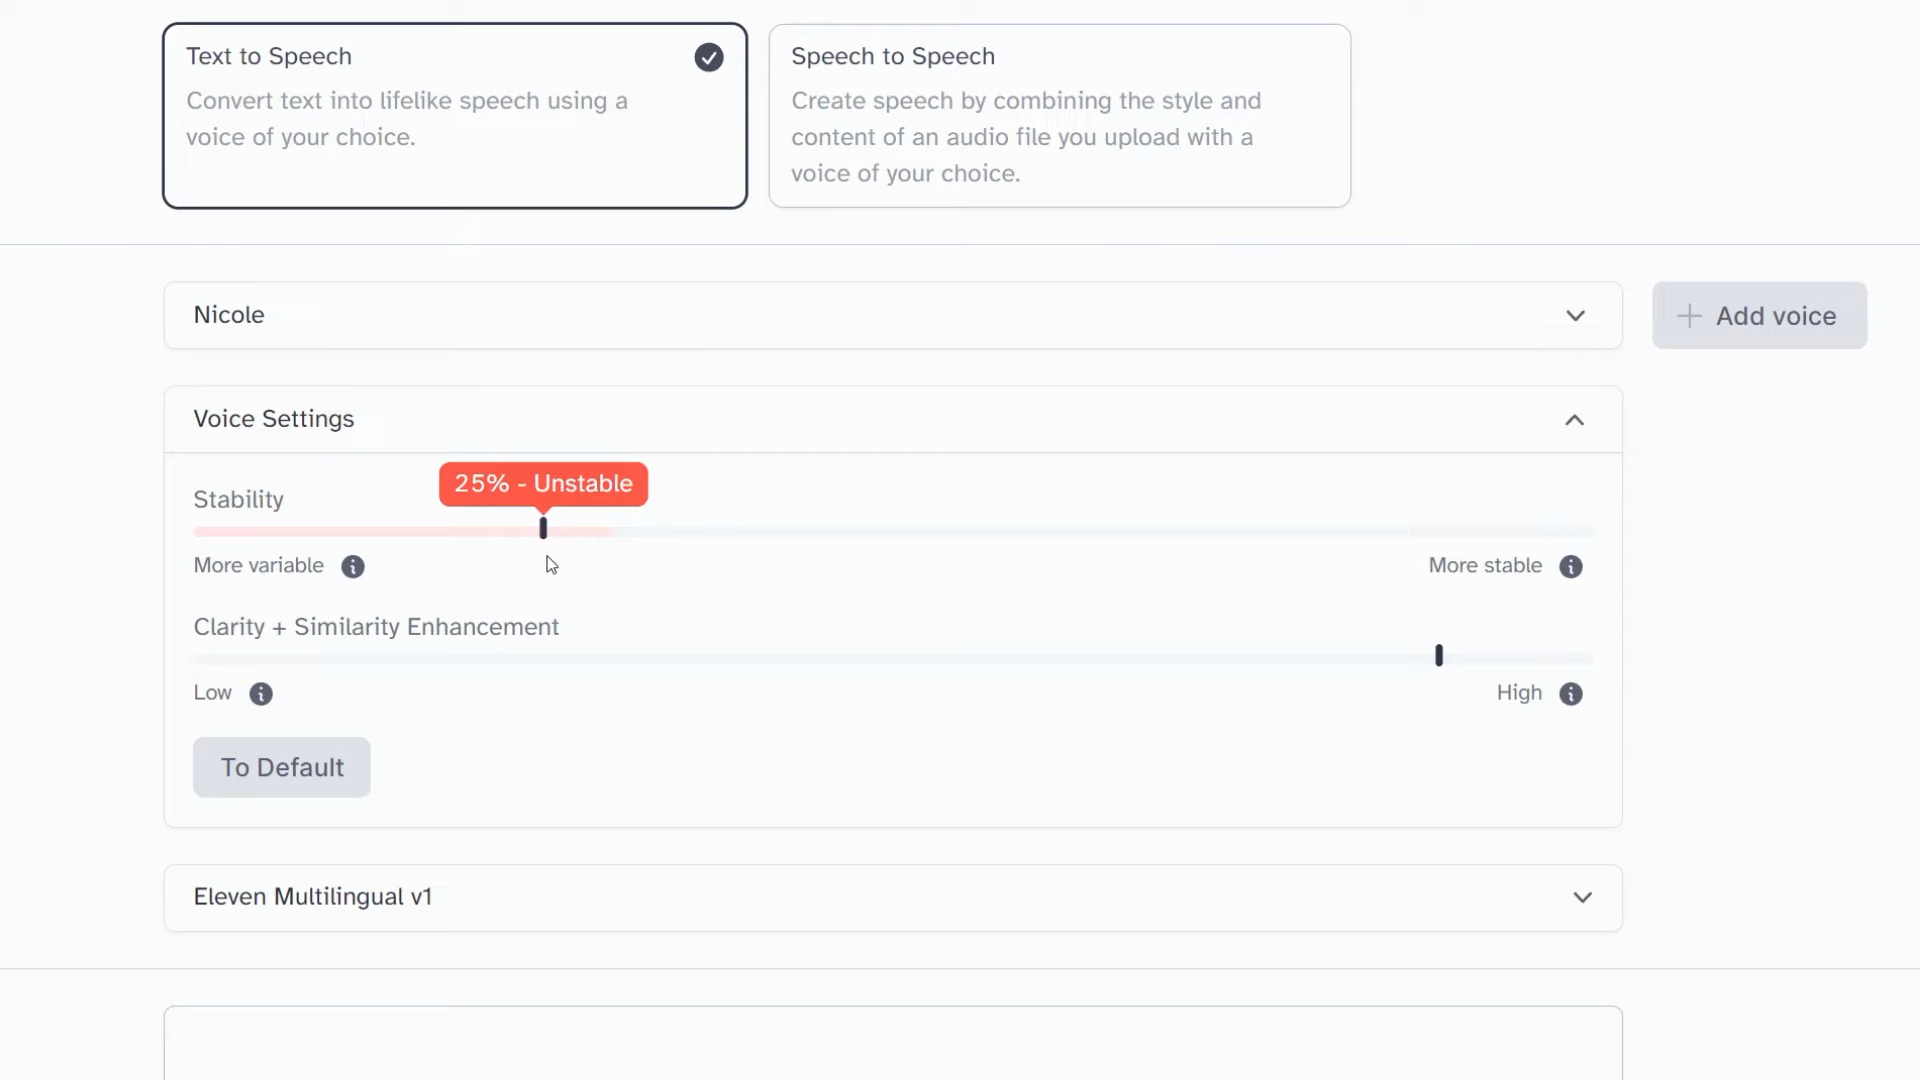 Text to Speech
Convert text into lifelike speech using a
voice of your choice.
Speech to Speech
Create speech by combining the style and
content of an audio file you upload with a
voice of your choice.
Nicole
+ Add voice
Voice Settings
25% - Unstable
Stability
More variable
More stable
Clarity + Similarity Enhancement
Low
High
To Default
Eleven Multilingual v1